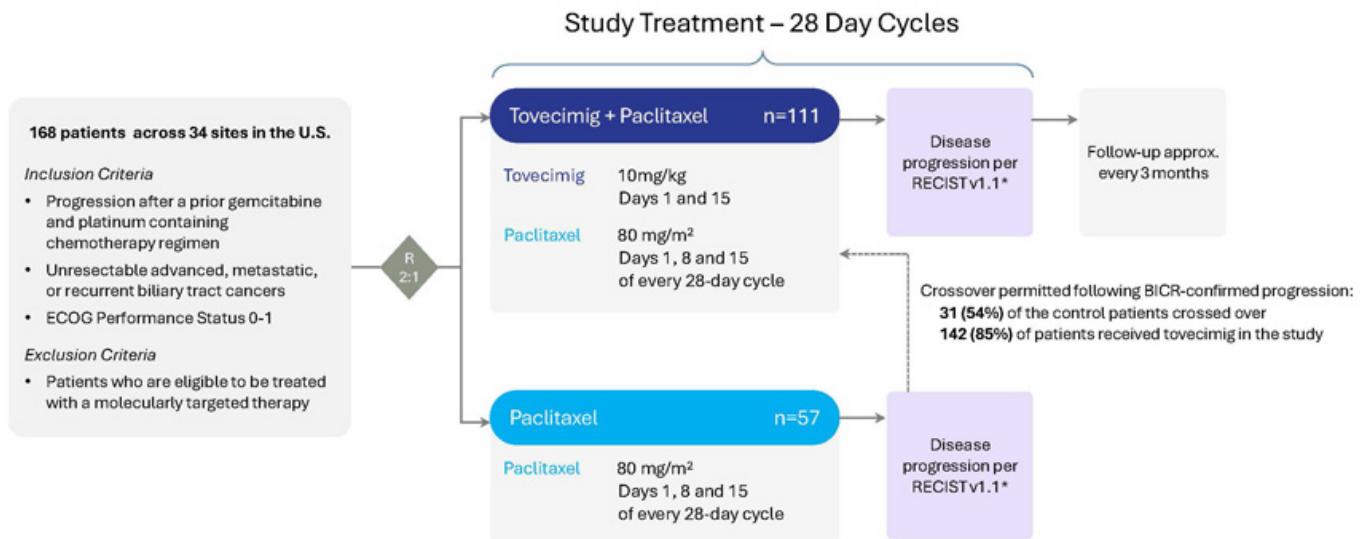 Study Treatment – 28 Day Cycles
168 patients across 34 sites in the U.S.
Inclusion Criteria
• Progression after a prior gemcitabine
and platinum containing
chemotherapy regimen
• Unresectable advanced, metastatic,
or recurrent biliary tract cancers
• ECOG Performance Status 0-1
Exclusion Criteria
• Patients who are eligible to be treated
with a molecularly targeted therapy
R
2:1
Tovecimig + Paclitaxel n=111
Tovecimig 10mg/kg
Days 1 and 15
Paclitaxel 80 mg/m²
Days 1, 8 and 15
of every 28-day cycle
Disease
progression per
RECIST v1.1*
Follow-up approx.
every 3 months
Crossover permitted following BICR-confirmed progression:
31 (54%) of the control patients crossed over
142 (85%) of patients received tovecimig in the study
Paclitaxel n=57
Paclitaxel 80 mg/m²
Days 1, 8 and 15
of every 28-day cycle
Disease
progression per
RECIST v1.1*